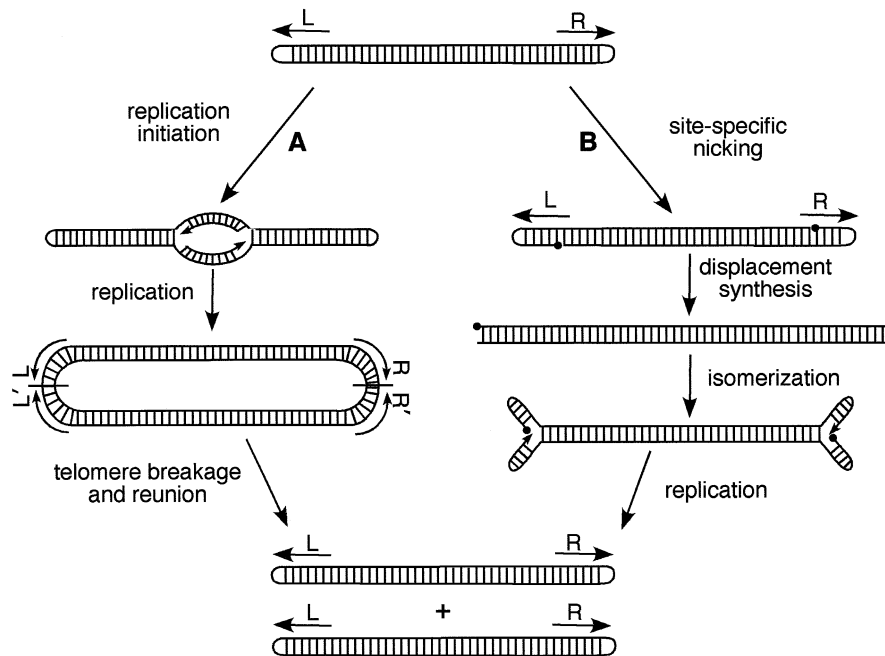 L
R
replication
initiation
A
B
site-specific
nicking
L
R
displacement
synthesis
replication
L
L'
R
R'
isomerization
telomere breakage
and reunion
replication
L
R
+
L
R